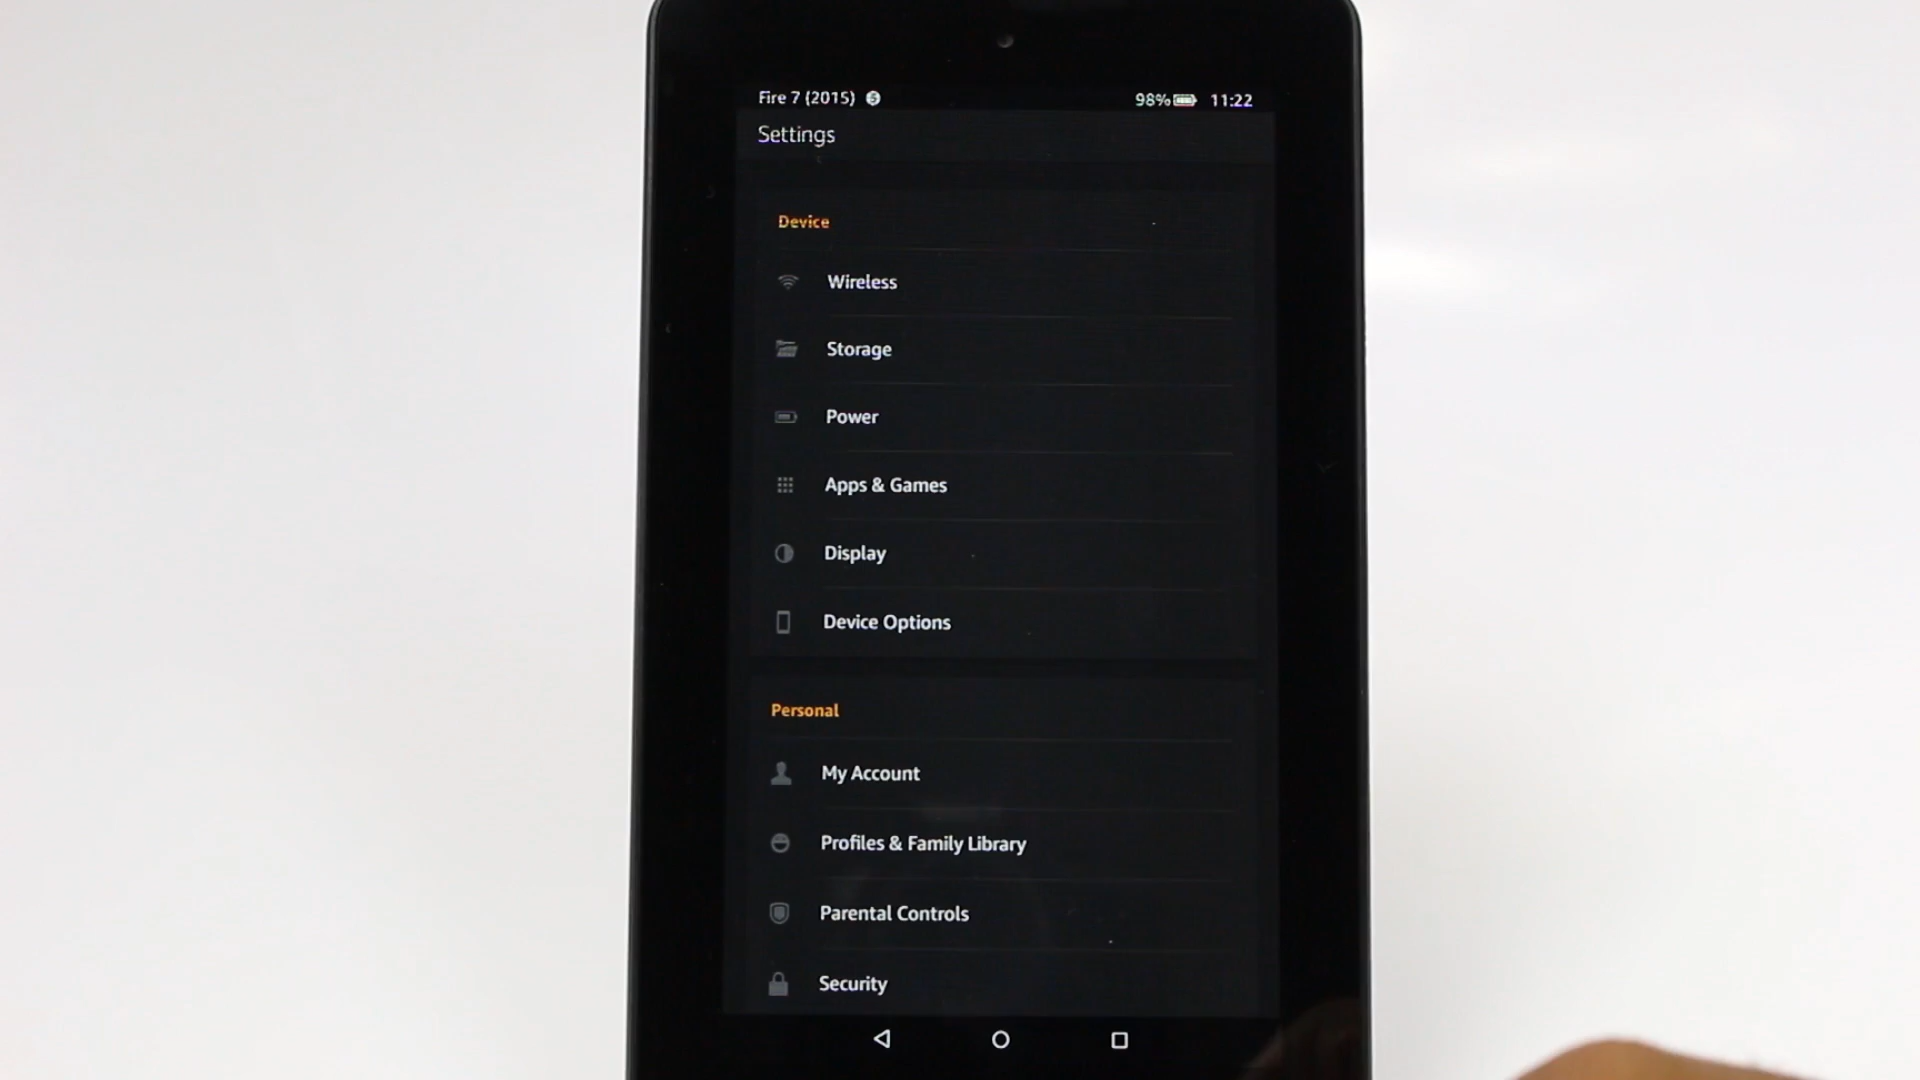 Fire 7 (2015)
98% 11:22
Settings
Device
Wireless
Storage
Power
Apps & Games
Display
Device Options
Personal
My Account
Profiles & Family Library
Parental Controls
Security